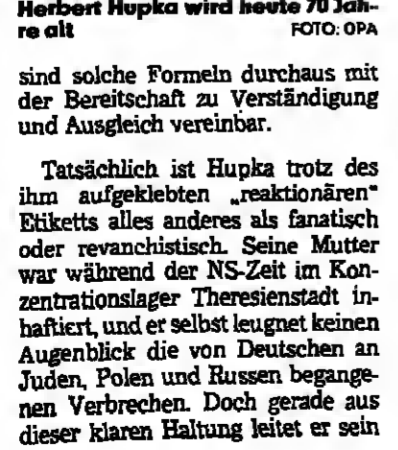 Herbert Hupka wird heute 70 Jah-
re alt FOTO: OPA
sind solche Formeln durchaus mit
der Bereitschaft zu Verständigung
und Ausgleich vereinbar.
Tatsächlich ist Hupka trotz des
ihm aufgeklebten „reaktionären"
Etiketts alles anderes als fanatisch
oder revanchistisch. Seine Mutter
war während der NS-Zeit im Kon-
zentrationslager Theresienstadt in-
haftiert, und er selbst leugnet keinen
Augenblick die von Deutschen an
Juden, Polen und Russen begange-
nen Verbrechen. Doch gerade aus
dieser klaren Haltung leitet er sein